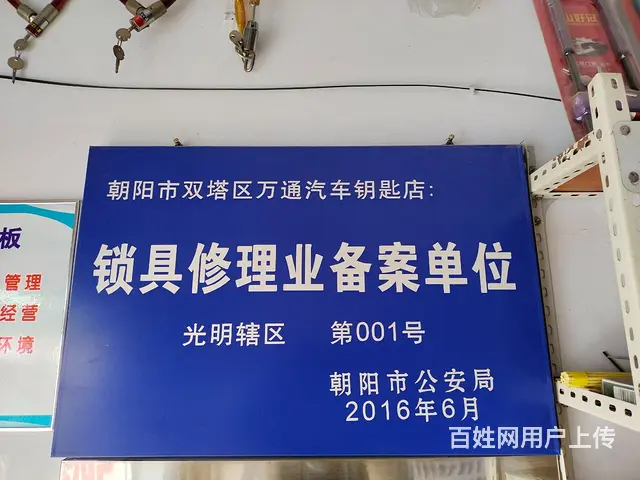 朝阳市双塔区万通汽车钥匙店:
锁具修理业备案单位
光明辖区 第001号
朝阳市公安局
2016年6月
板
管理
经营
环境
百姓网用户上传